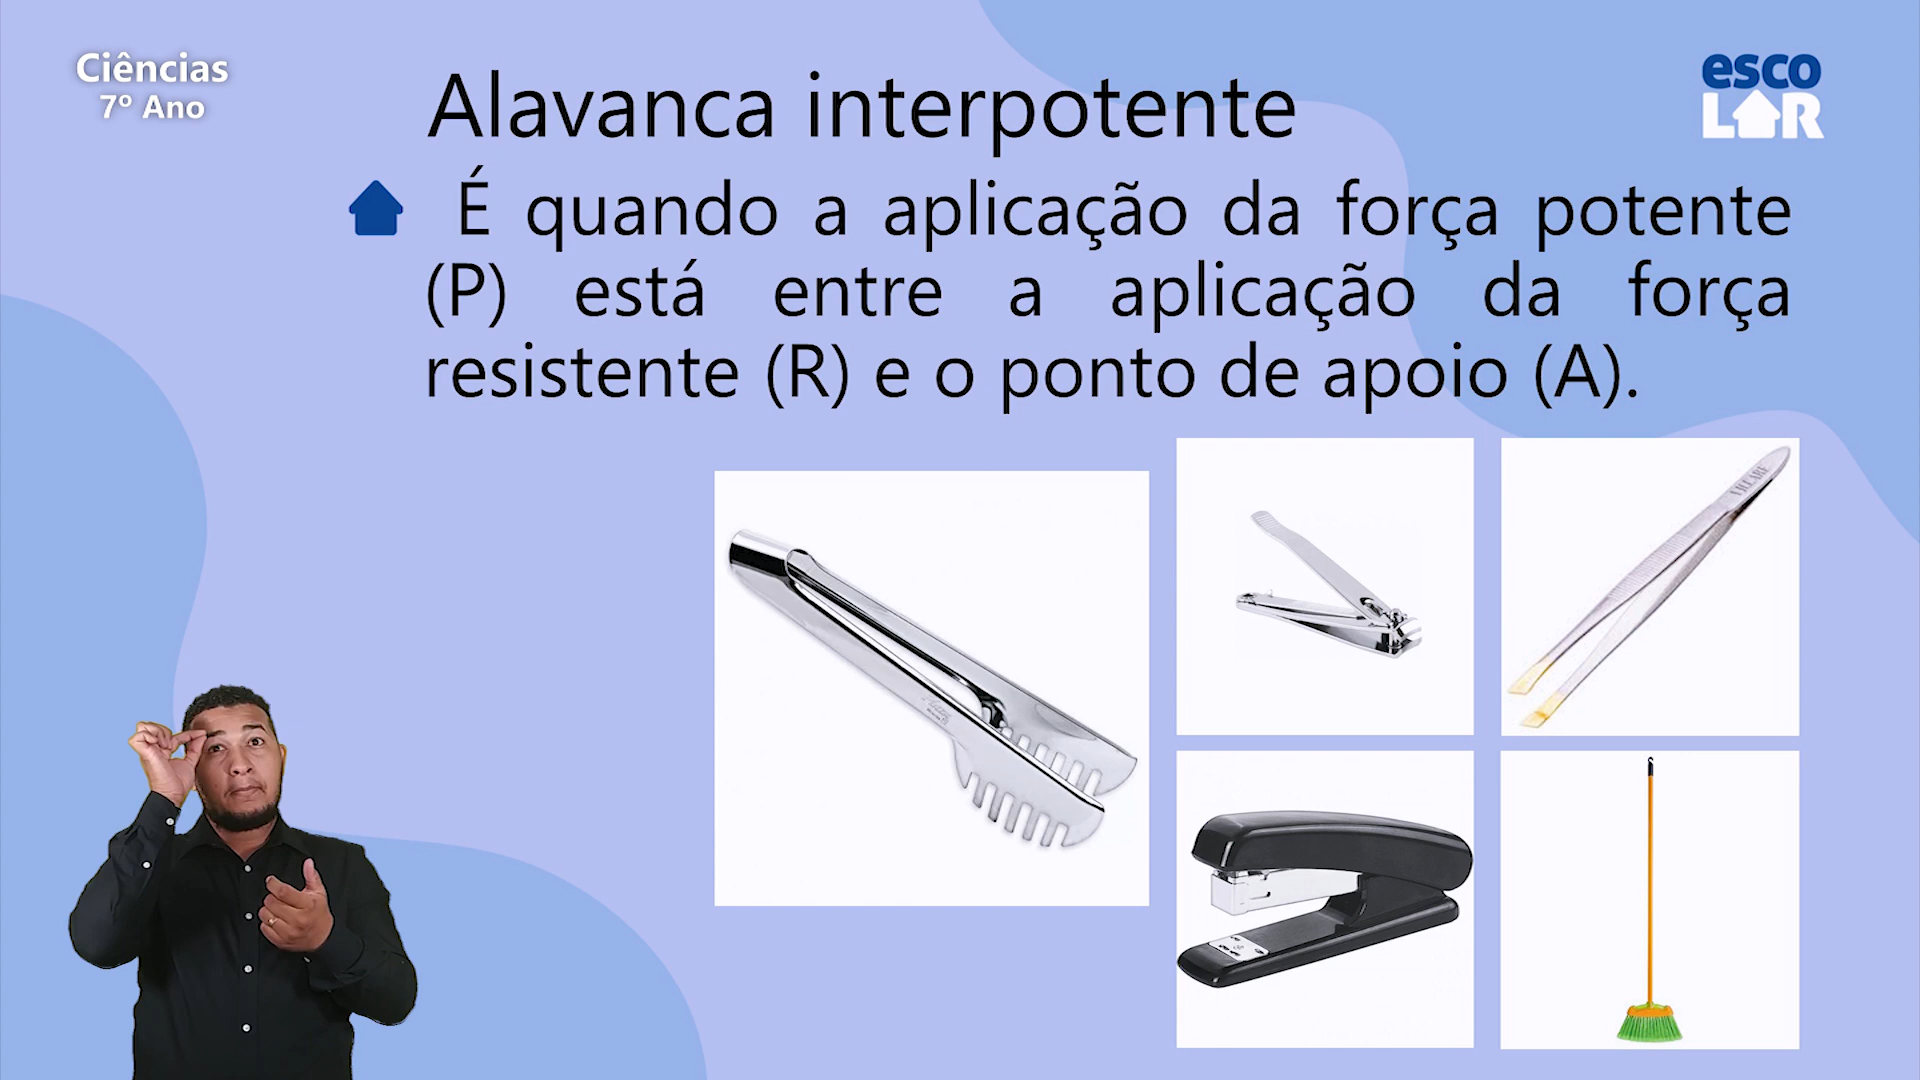 Ciências
7º Ano
esco
LAR
Alavanca interpotente
É quando a aplicação da força potente
(P) está entre a aplicação da força
resistente (R) e o ponto de apoio (A).